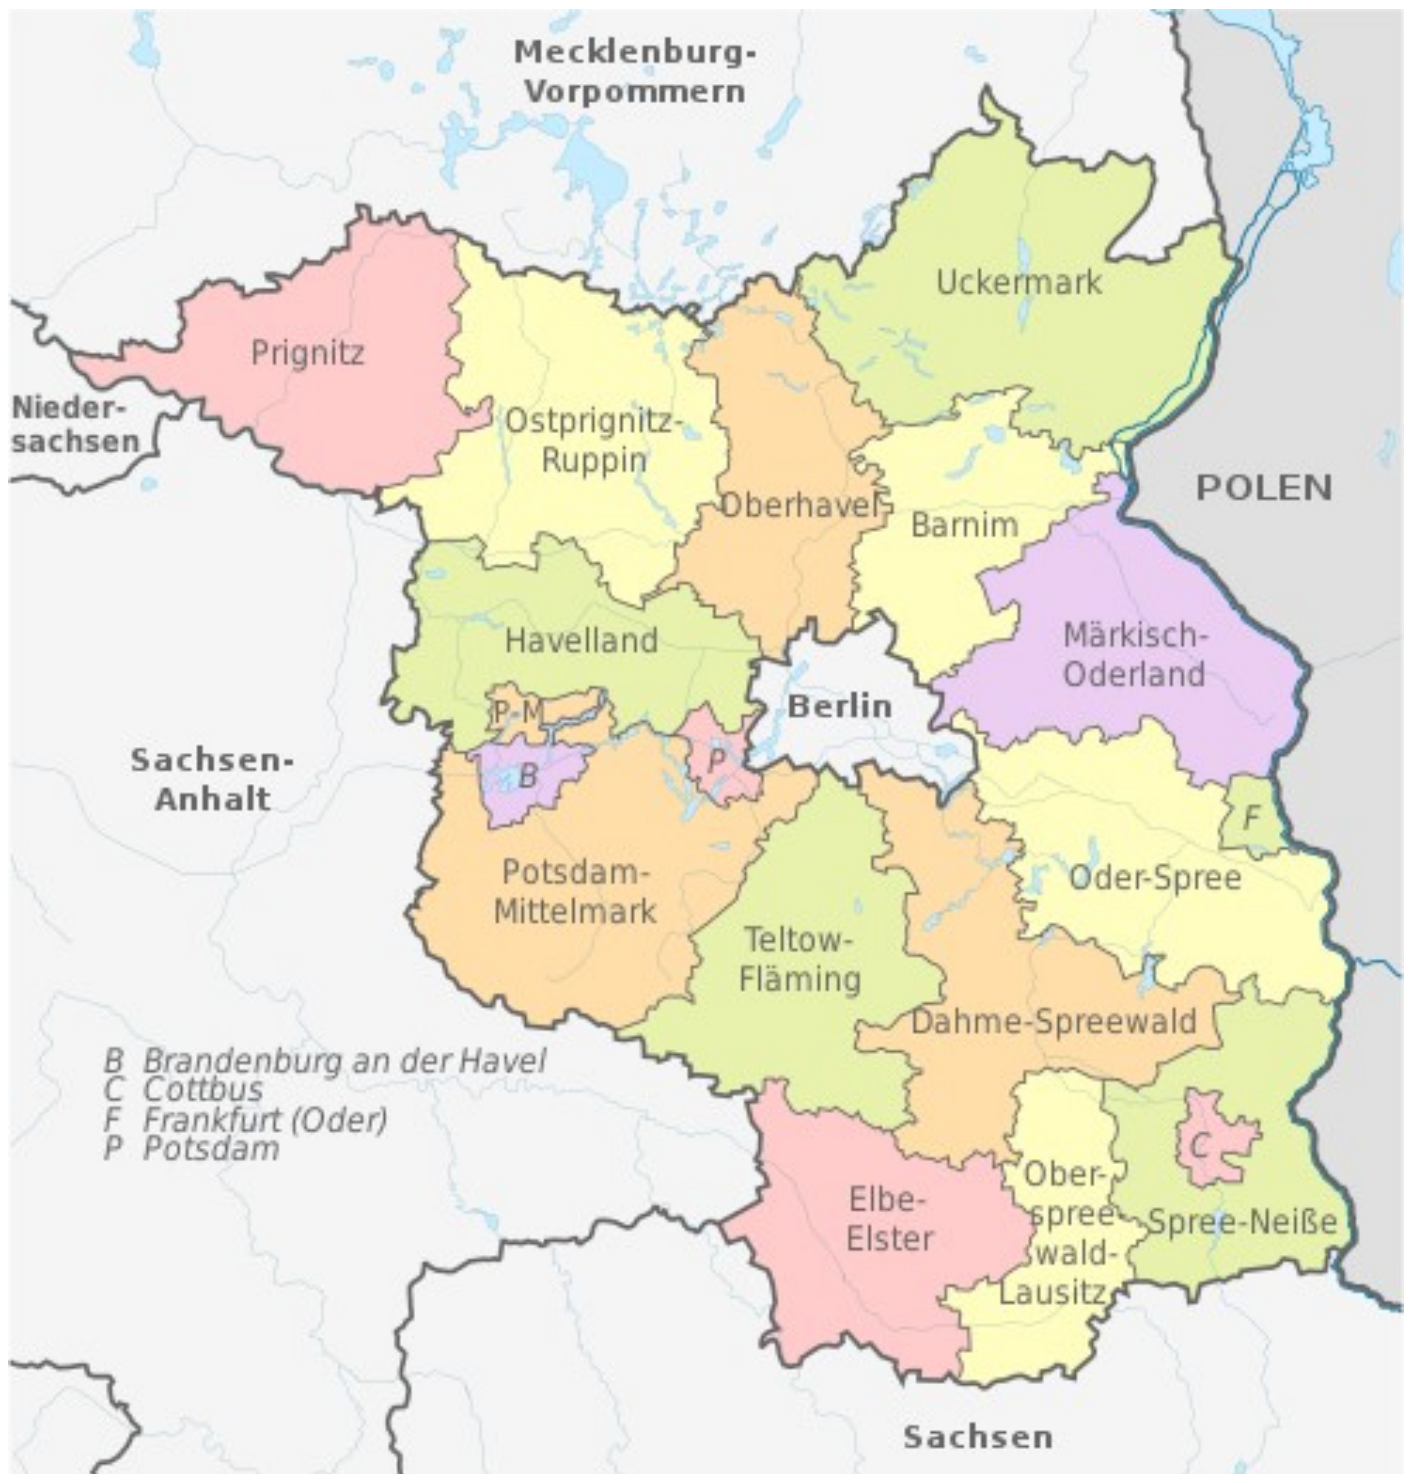 Mecklenburg-
Vorpommern
Uckermark
Prignitz
Nieder-
sachsen
Ostprignitz-
Ruppin
Oberhavel
Barnim
POLEN
Havelland
Märkisch-
Oderland
P-M
Berlin
Sachsen-
Anhalt
B
P
F
Potsdam-
Mittelmark
Oder-Spree
Teltow-
Fläming
Dahme-Spreewald
B Brandenburg an der Havel
C Cottbus
F Frankfurt (Oder)
P Potsdam
C
Elbe-
Elster
Ober-
spree-
wald-
Lausitz
Spree-Neiße
Sachsen